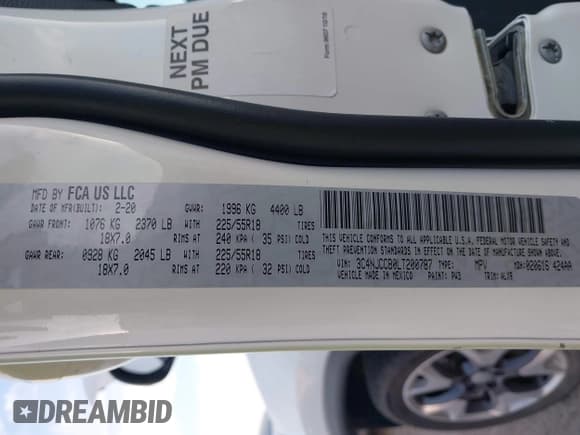 NEXT
PM DUE
MFD BY FCA US LLC
DATE OF MFR(BUILT): 2-20 GVWR: 1996 KG 4400 LB
GAWR FRONT: 1076 KG 2370 LB WITH 225/55R18 TIRES
18X7.0 RIMS AT 240 KPA ( 35 PSI) COLD
GAWR REAR: 0928 KG 2045 LB WITH 225/55R18 TIRES
18X7.0 RIMS AT 220 KPA ( 32 PSI) COLD
THIS VEHICLE CONFORMS TO ALL APPLICABLE U.S.A. FEDERAL MOTOR VEHICLE SAFETY AND
THEFT PREVENTION STANDARDS IN EFFECT ON THE DATE OF MANUFACTURE SHOWN ABOVE.
VIN: 3C4NJCCB0LT200787 TYPE: MPV MDH: 020616 424AA
VEHICLE MADE IN MEXICO PAINT: PW3 TRIM:
DREAMBID